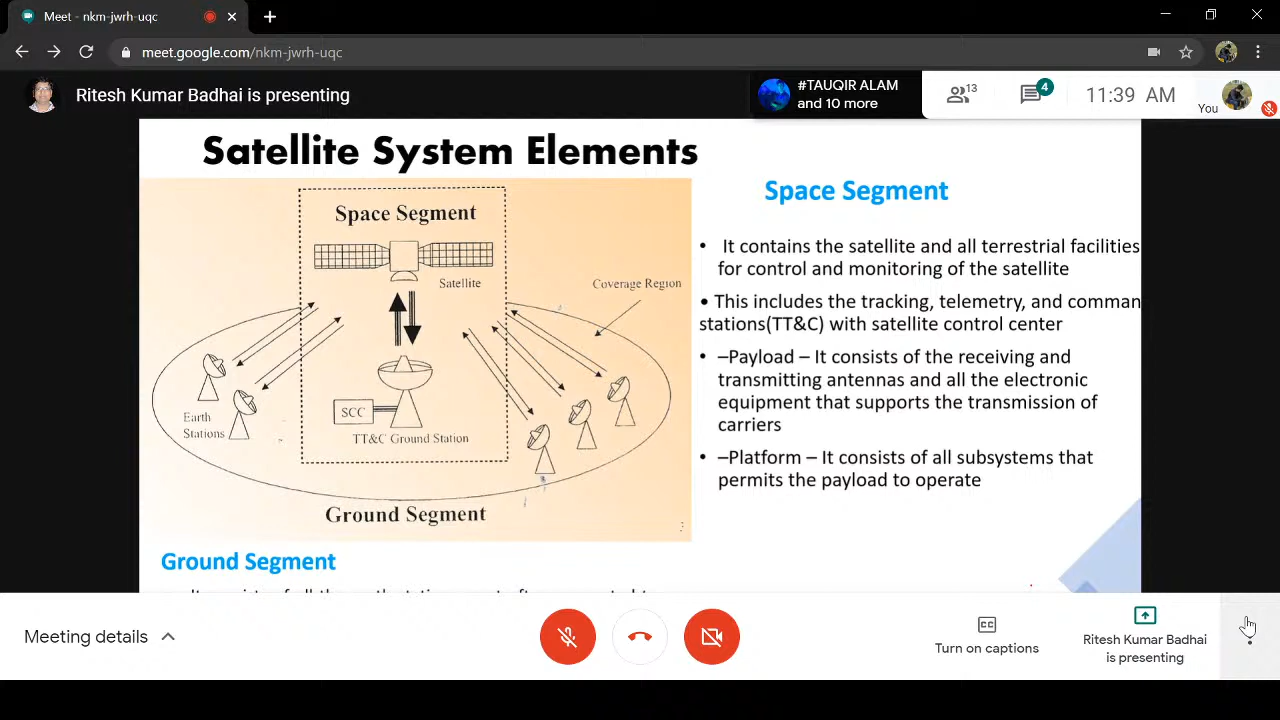 Meet - nkm-jwrh-uqc
meet.google.com/nkm-jwrh-uqc
Ritesh Kumar Badhai is presenting
#TAUQIR ALAM
and 10 more
13
4
11:39 AM
You
Satellite System Elements
Space Segment
Satellite
Coverage Region
Earth
Stations
SCC
TT&C Ground Station
Ground Segment
Space Segment
• It contains the satellite and all terrestrial facilities
for control and monitoring of the satellite
• This includes the tracking, telemetry, and comman
stations(TT&C) with satellite control center
• –Payload – It consists of the receiving and
transmitting antennas and all the electronic
equipment that supports the transmission of
carriers
• –Platform – It consists of all subsystems that
permits the payload to operate
Ground Segment
Meeting details
CC
Turn on captions
Ritesh Kumar Badhai
is presenting